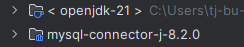 < openjdk-21 > C:\Users\tj-bu-
mysql-connector-j-8.2.0